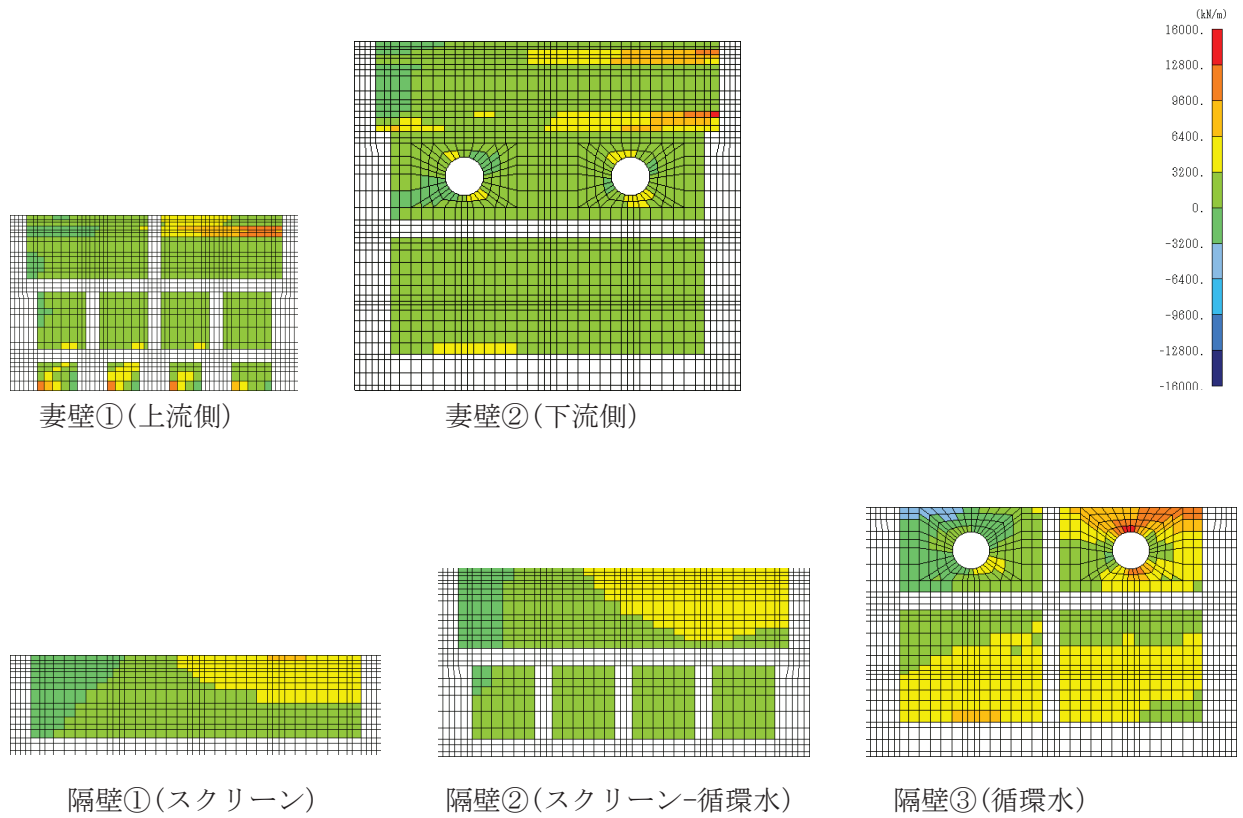 (kN/m)
16000.
12800.
9600.
6400.
3200.
0.
-3200.
-6400.
-9600.
-12800.
-16000.
妻壁①(上流側)
妻壁②(下流側)
隔壁①(スクリーン)
隔壁②(スクリーン-循環水)
隔壁③(循環水)